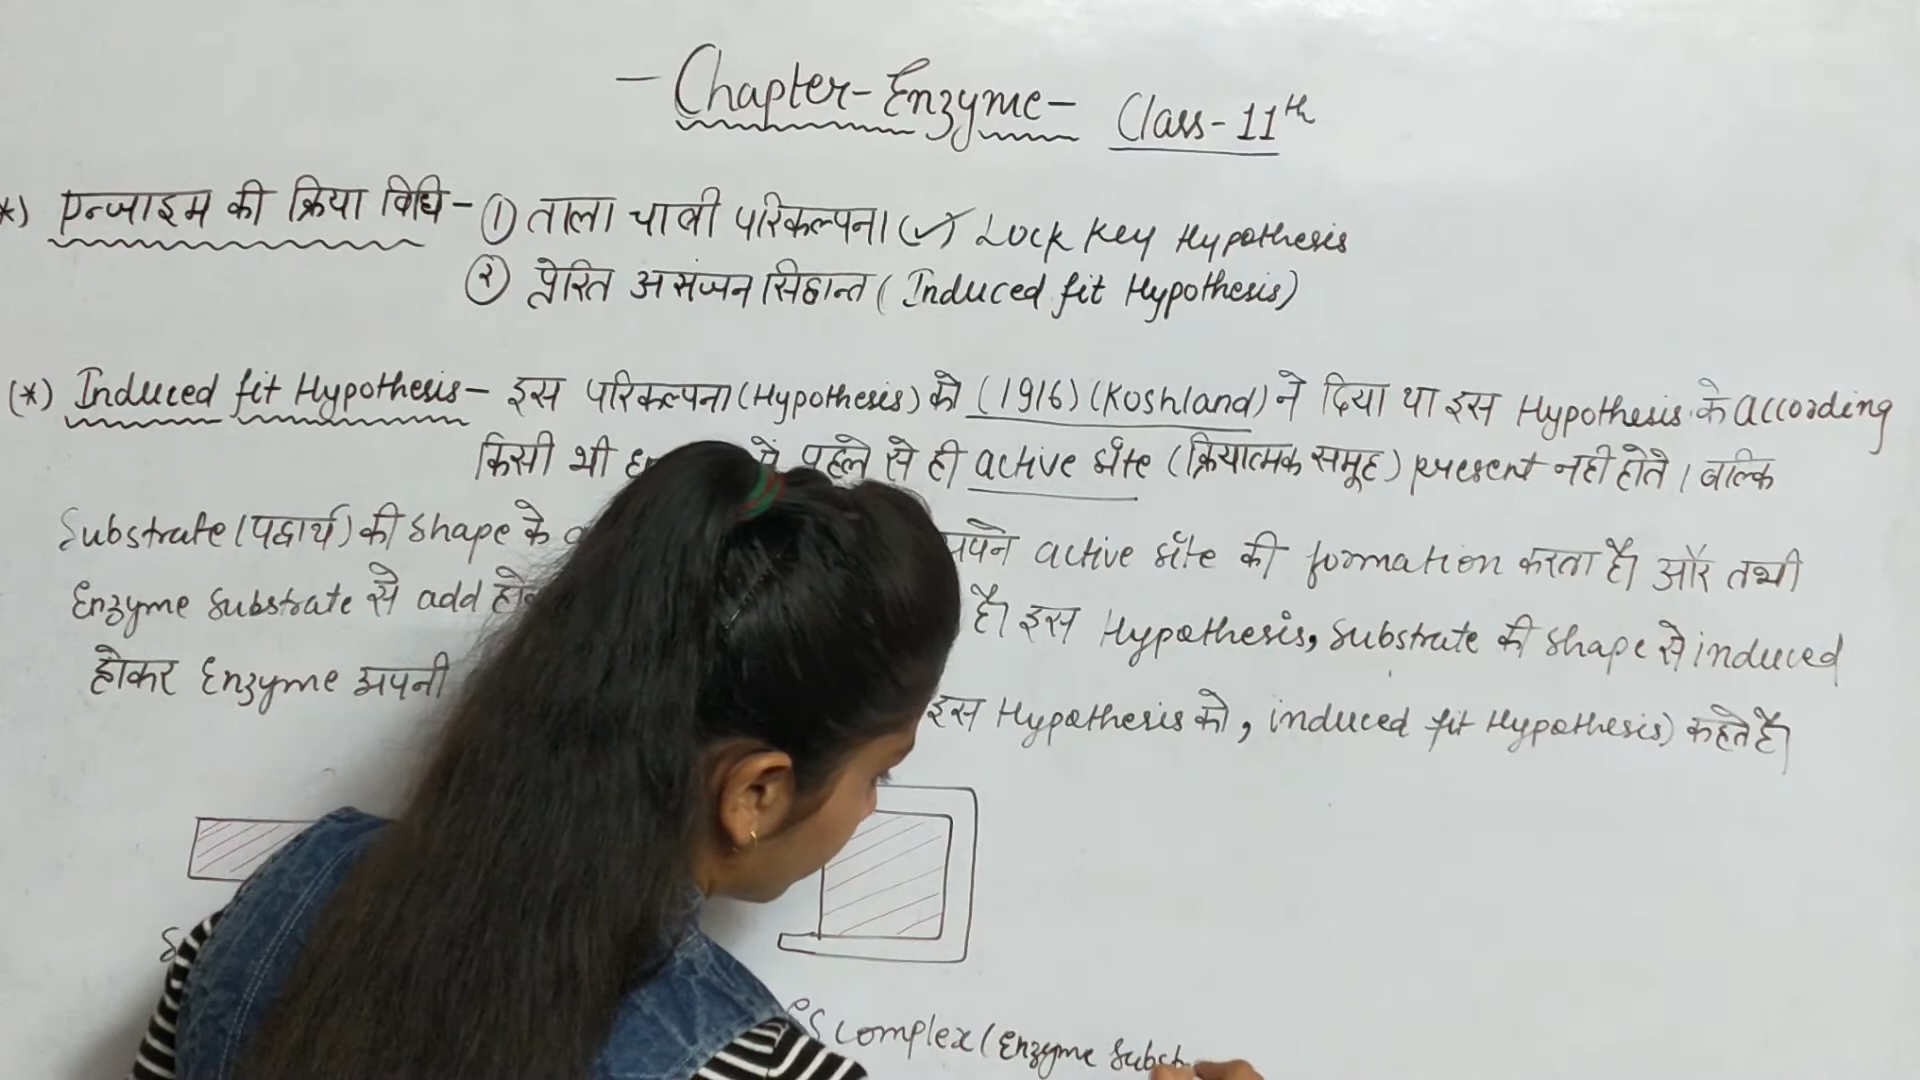 - Chapter - Enzyme - Class - 11th
*) एन्जाइम की क्रिया विधि - ① ताला चाबी परिकल्पना (✓) Lock Key Hypothesis
② प्रेरित असंजन सिद्धान्त ( Induced fit Hypothesis)
(*) Induced fit Hypothesis - इस परिकल्पना (Hypothesis) को (1916) (Koshland) ने दिया था इस Hypothesis के according
किसी भी में पहले से ही active site (क्रियात्मक समूह) present नही होते। बल्कि
Substrate (पदार्थ) की shape के अपने active site की formation करता है। और तभी
Enzyme substrate से add है। इस Hypothesis, substrate की shape से induced
होकर Enzyme अपनी इस Hypothesis को, induced fit Hypothesis) कहते है।
ES complex (Enzyme